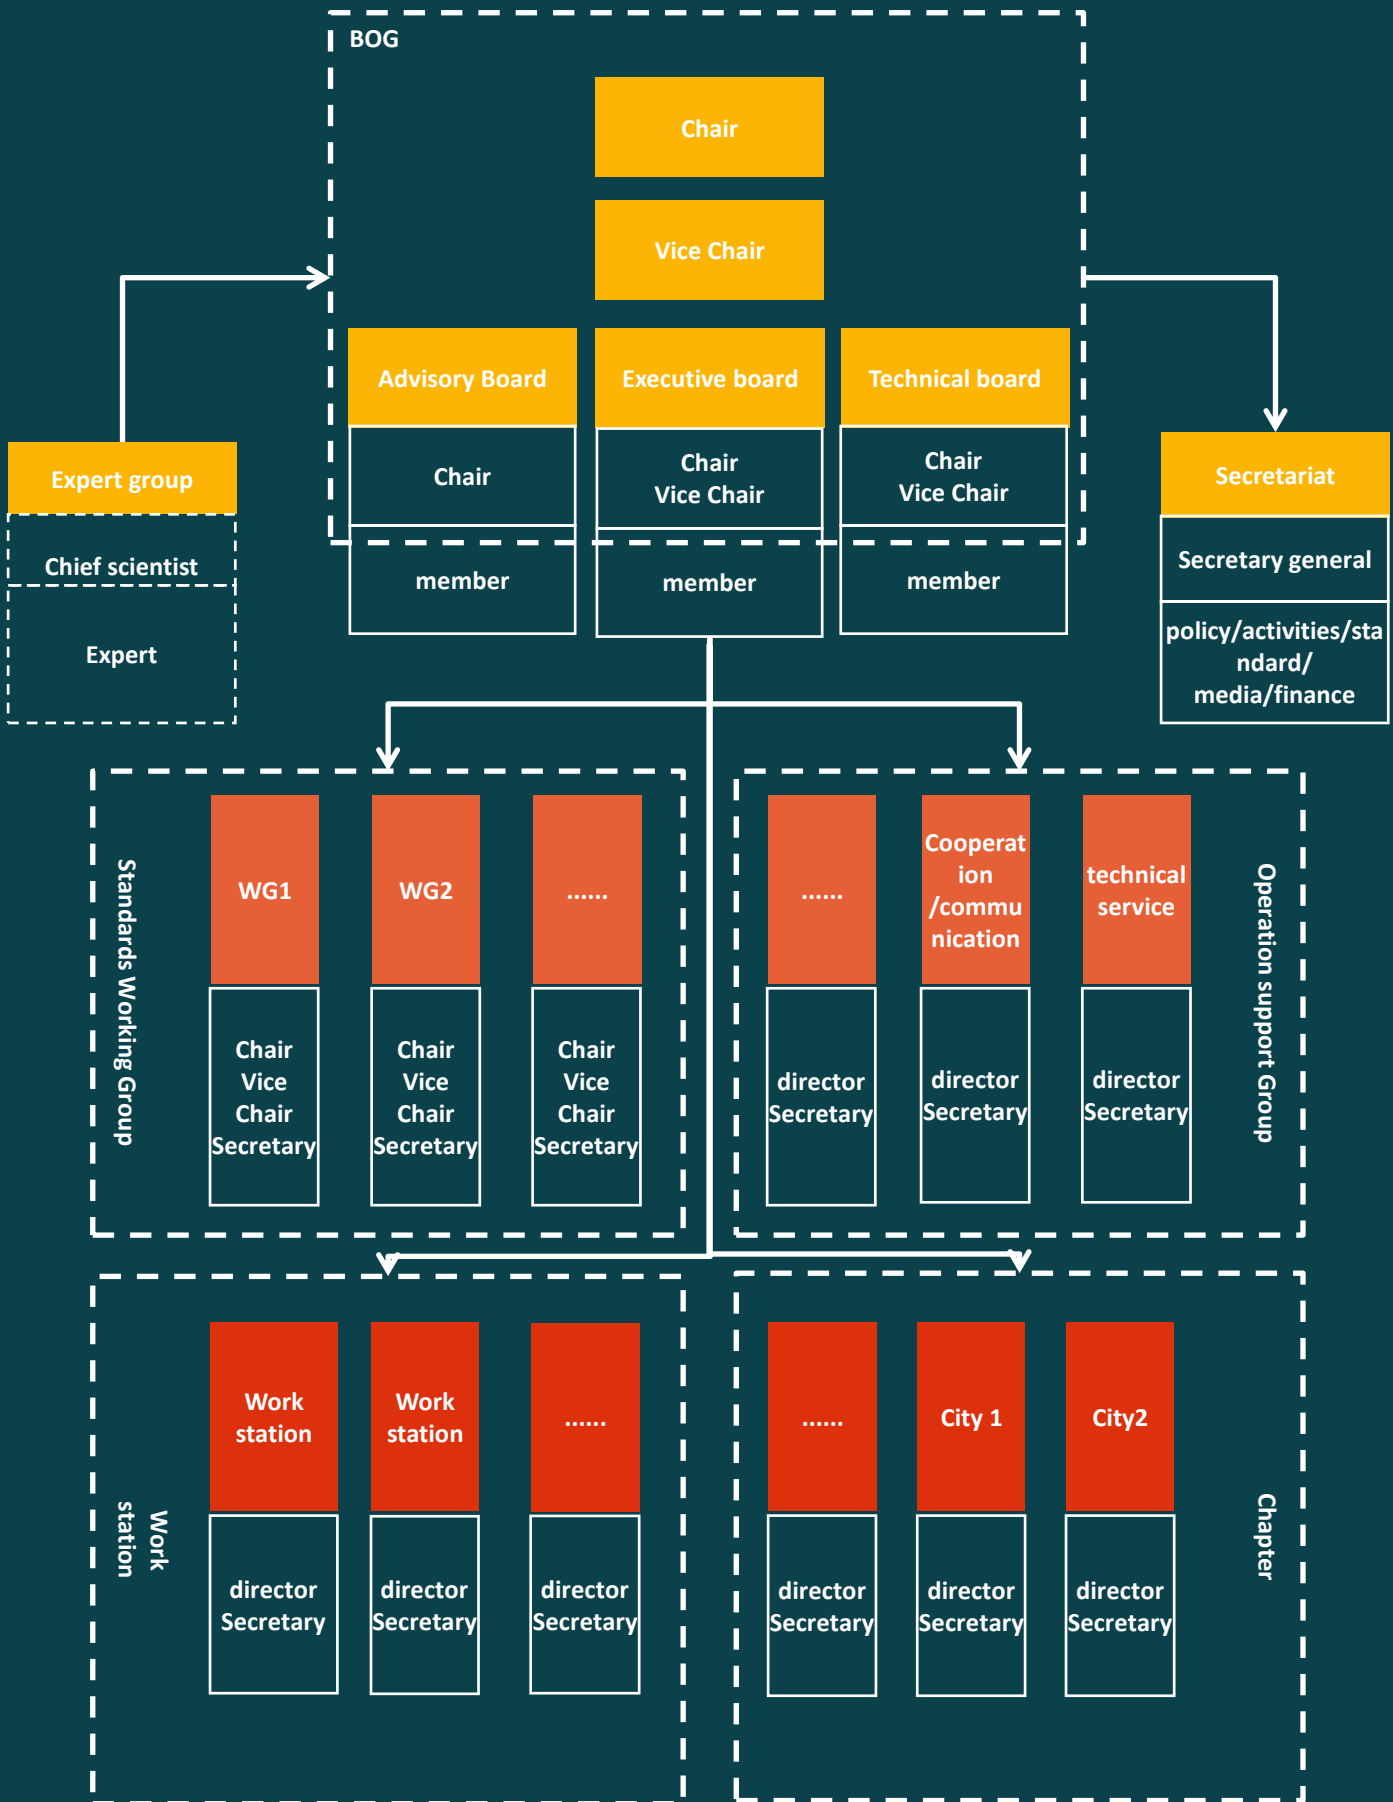 BOG
Chair
Vice Chair
Advisory Board
Executive board
Technical board
Chair
Chair
Vice Chair
Chair
Vice Chair
member
member
member
Expert group
Chief scientist
Expert
Secretariat
Secretary general
policy/activities/sta
ndard/
media/finance
Standards Working Group
WG1
WG2
......
Chair
Vice
Chair
Secretary
Chair
Vice
Chair
Secretary
Chair
Vice
Chair
Secretary
......
Cooperat
ion
/commu
nication
technical
service
director
Secretary
director
Secretary
director
Secretary
Operation support Group
Work
station
Work
station
Work
station
......
director
Secretary
director
Secretary
director
Secretary
......
City 1
City2
director
Secretary
director
Secretary
director
Secretary
Chapter